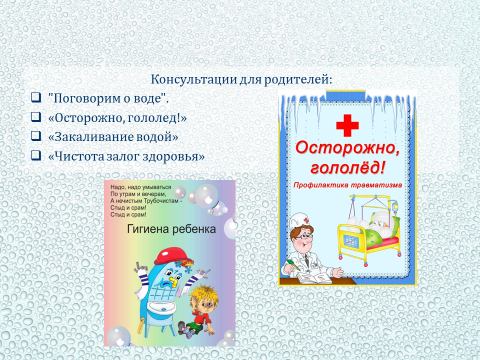 Консультации для родителей:
"Поговорим о воде".
«Осторожно, гололед!»
«Закаливание водой»
«Чистота залог здоровья»
Осторожно,
гололёд!
Профилактика травматизма
Надо, надо умываться
По утрам и вечерам,
А нечистым Трубочистам -
Стыд и срам!
Стыд и срам!
Гигиена ребенка